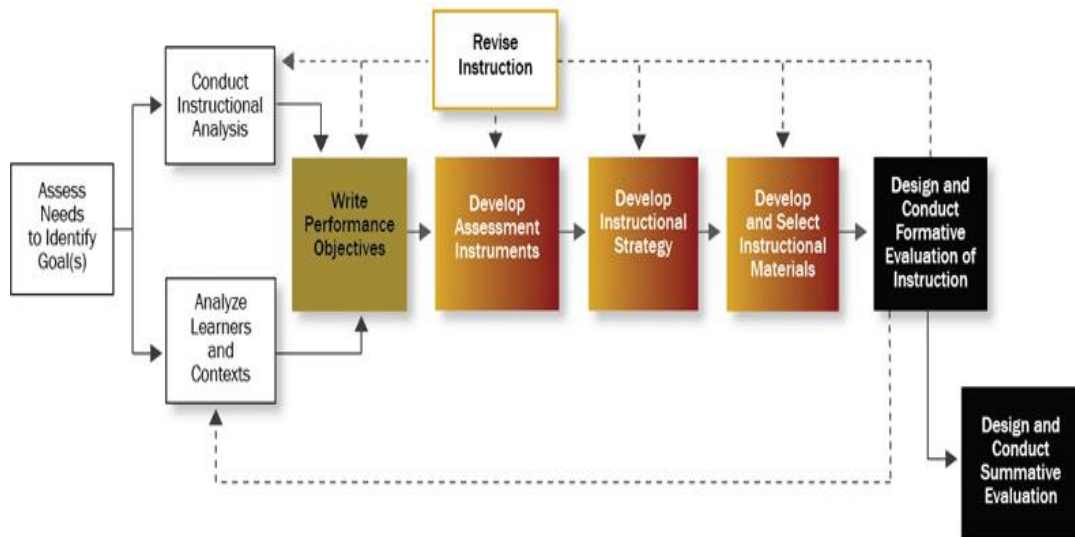 Revise
Instruction
Conduct
Instructional
Analysis
Assess
Needs
to Identify
Goal(s)
Write
Performance
Objectives
Develop
Assessment
Instruments
Develop
Instructional
Strategy
Develop
and Select
Instructional
Materials
Design and
Conduct
Formative
Evaluation of
Instruction
Analyze
Learners
and
Contexts
Design and
Conduct
Summative
Evaluation